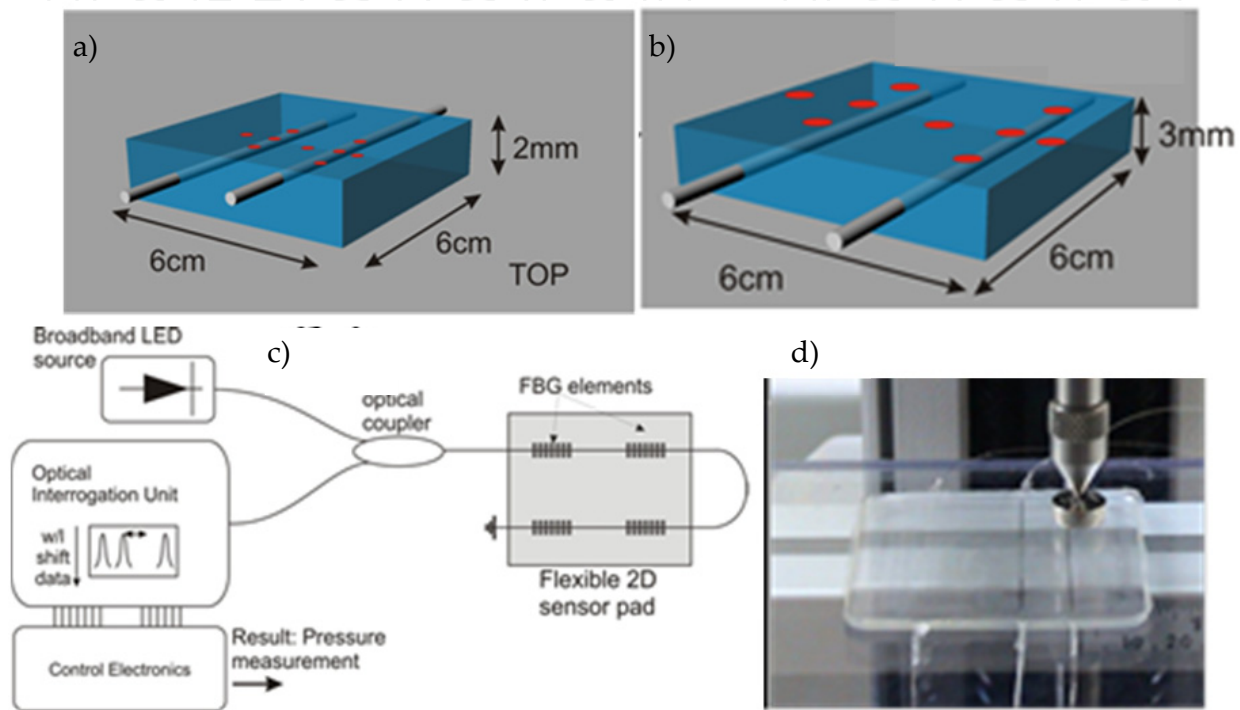 a)
2mm
6cm
6cm
TOP
b)
3mm
6cm
6cm
Broadband LED
source
c)
optical
coupler
FBG elements
Optical
Interrogation Unit
w/l
shift
data
Flexible 2D
sensor pad
Control Electronics
Result: Pressure
measurement
d)